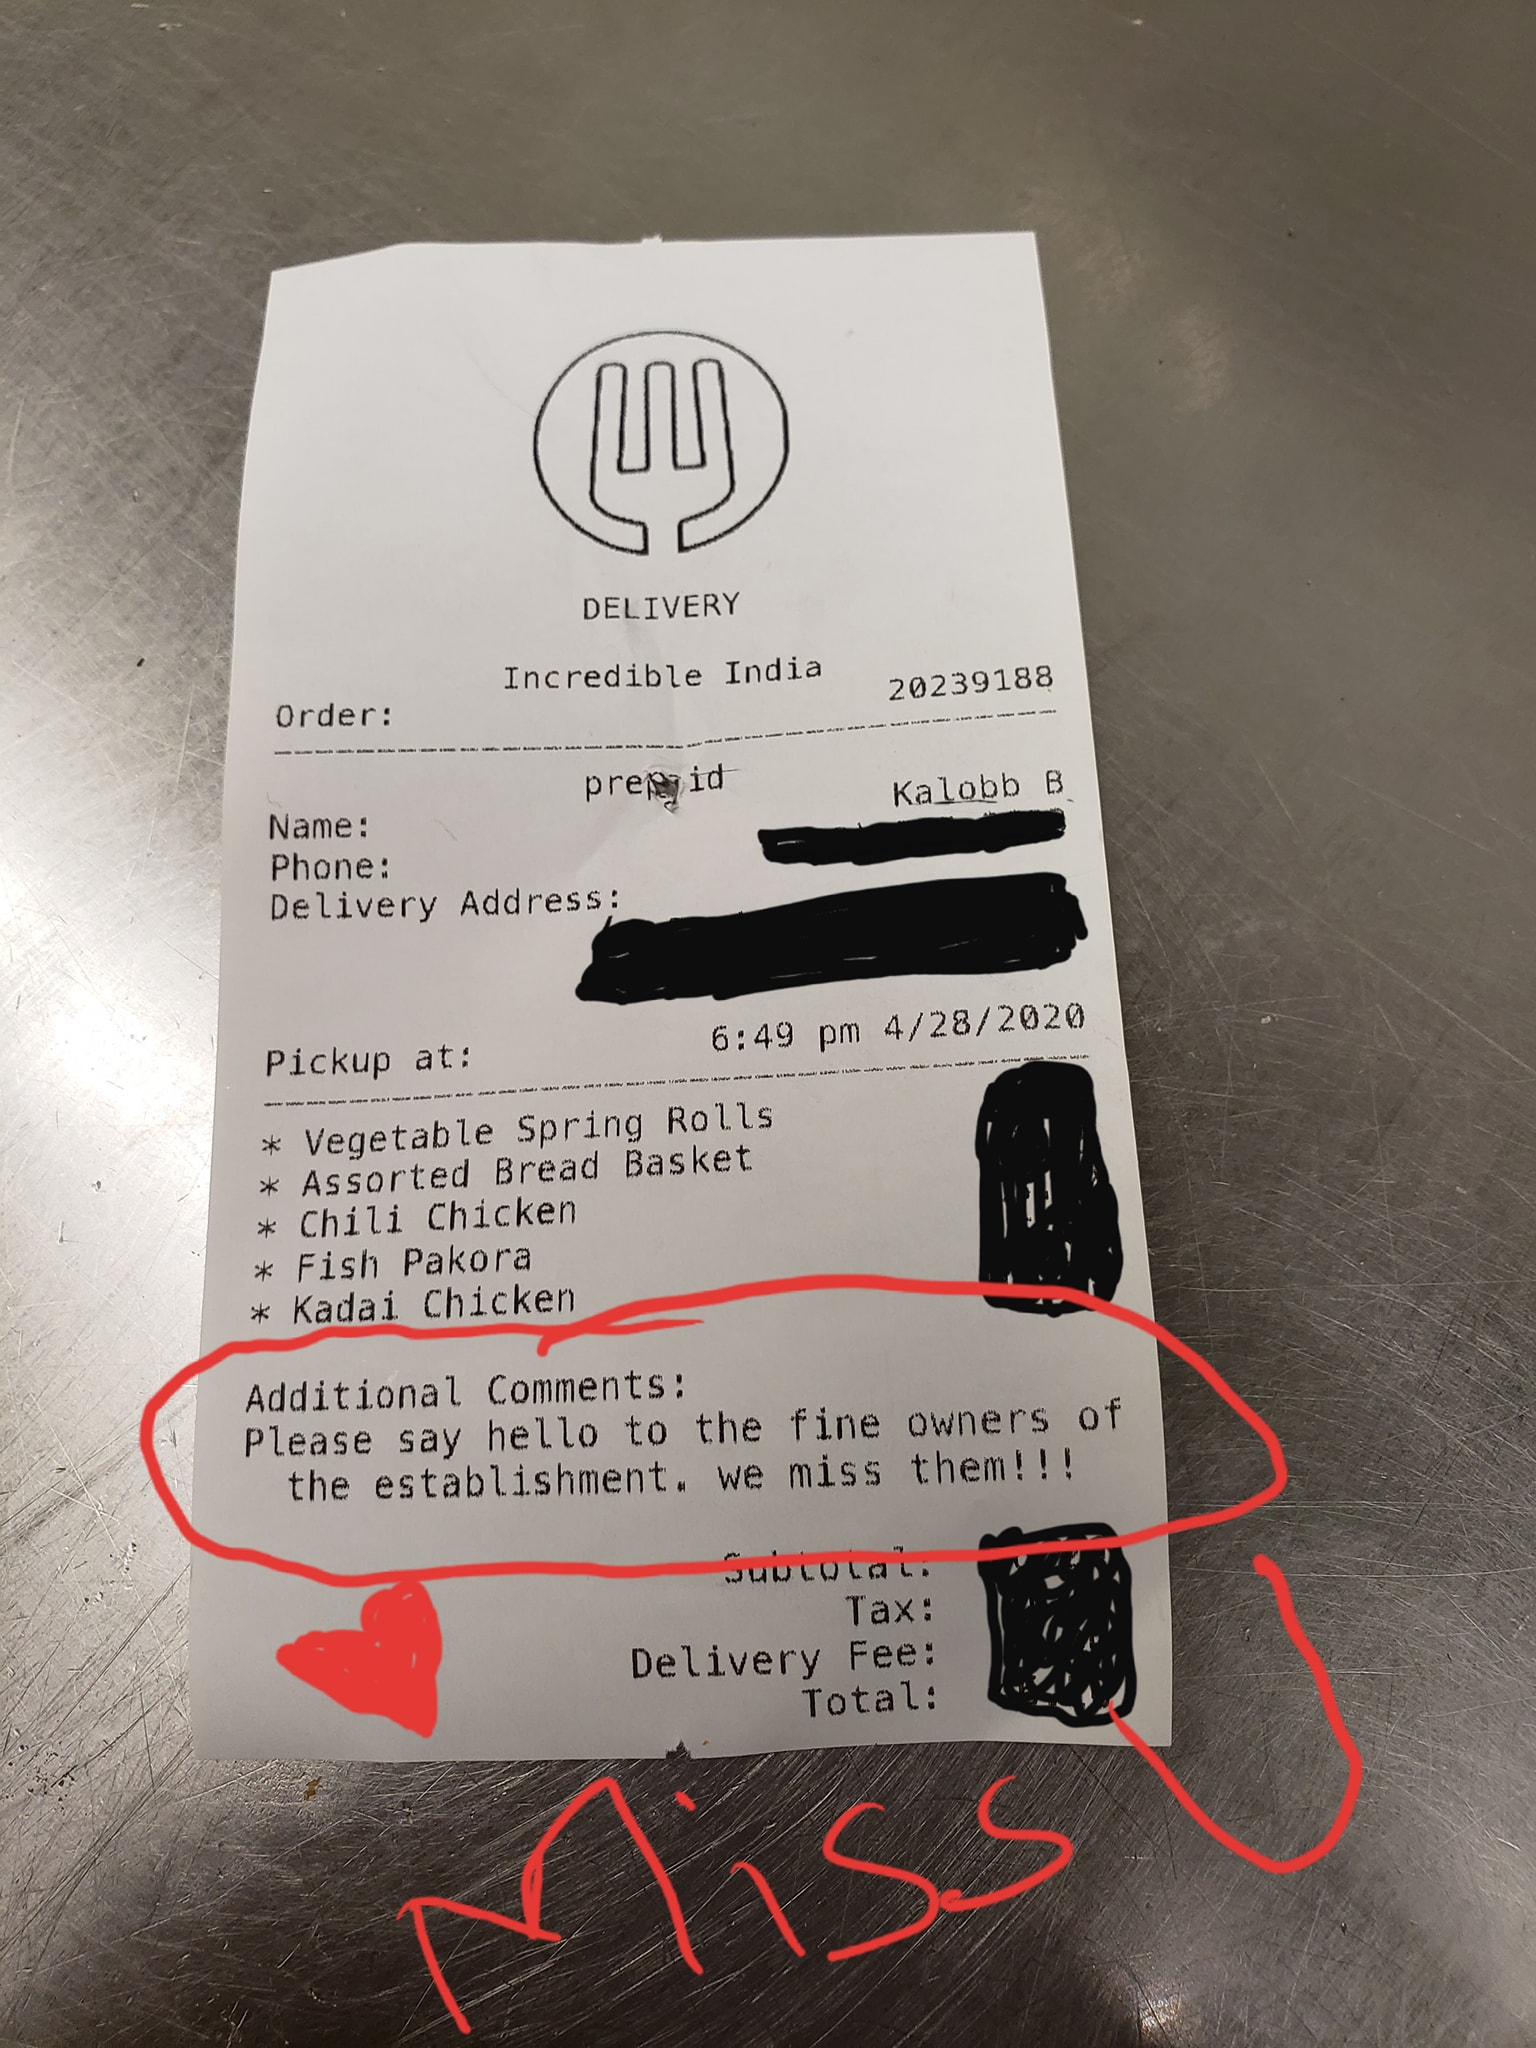 DELIVERY
Incredible India
Order: 20239188
prepaid
Name: Kalobb B
Phone:
Delivery Address:
Pickup at: 6:49 pm 4/28/2020
* Vegetable Spring Rolls
* Assorted Bread Basket
* Chili Chicken
* Fish Pakora
* Kadai Chicken
Additional Comments:
Please say hello to the fine owners of
the establishment. we miss them!!!
Subtotal:
Tax:
Delivery Fee:
Total:
Miss U